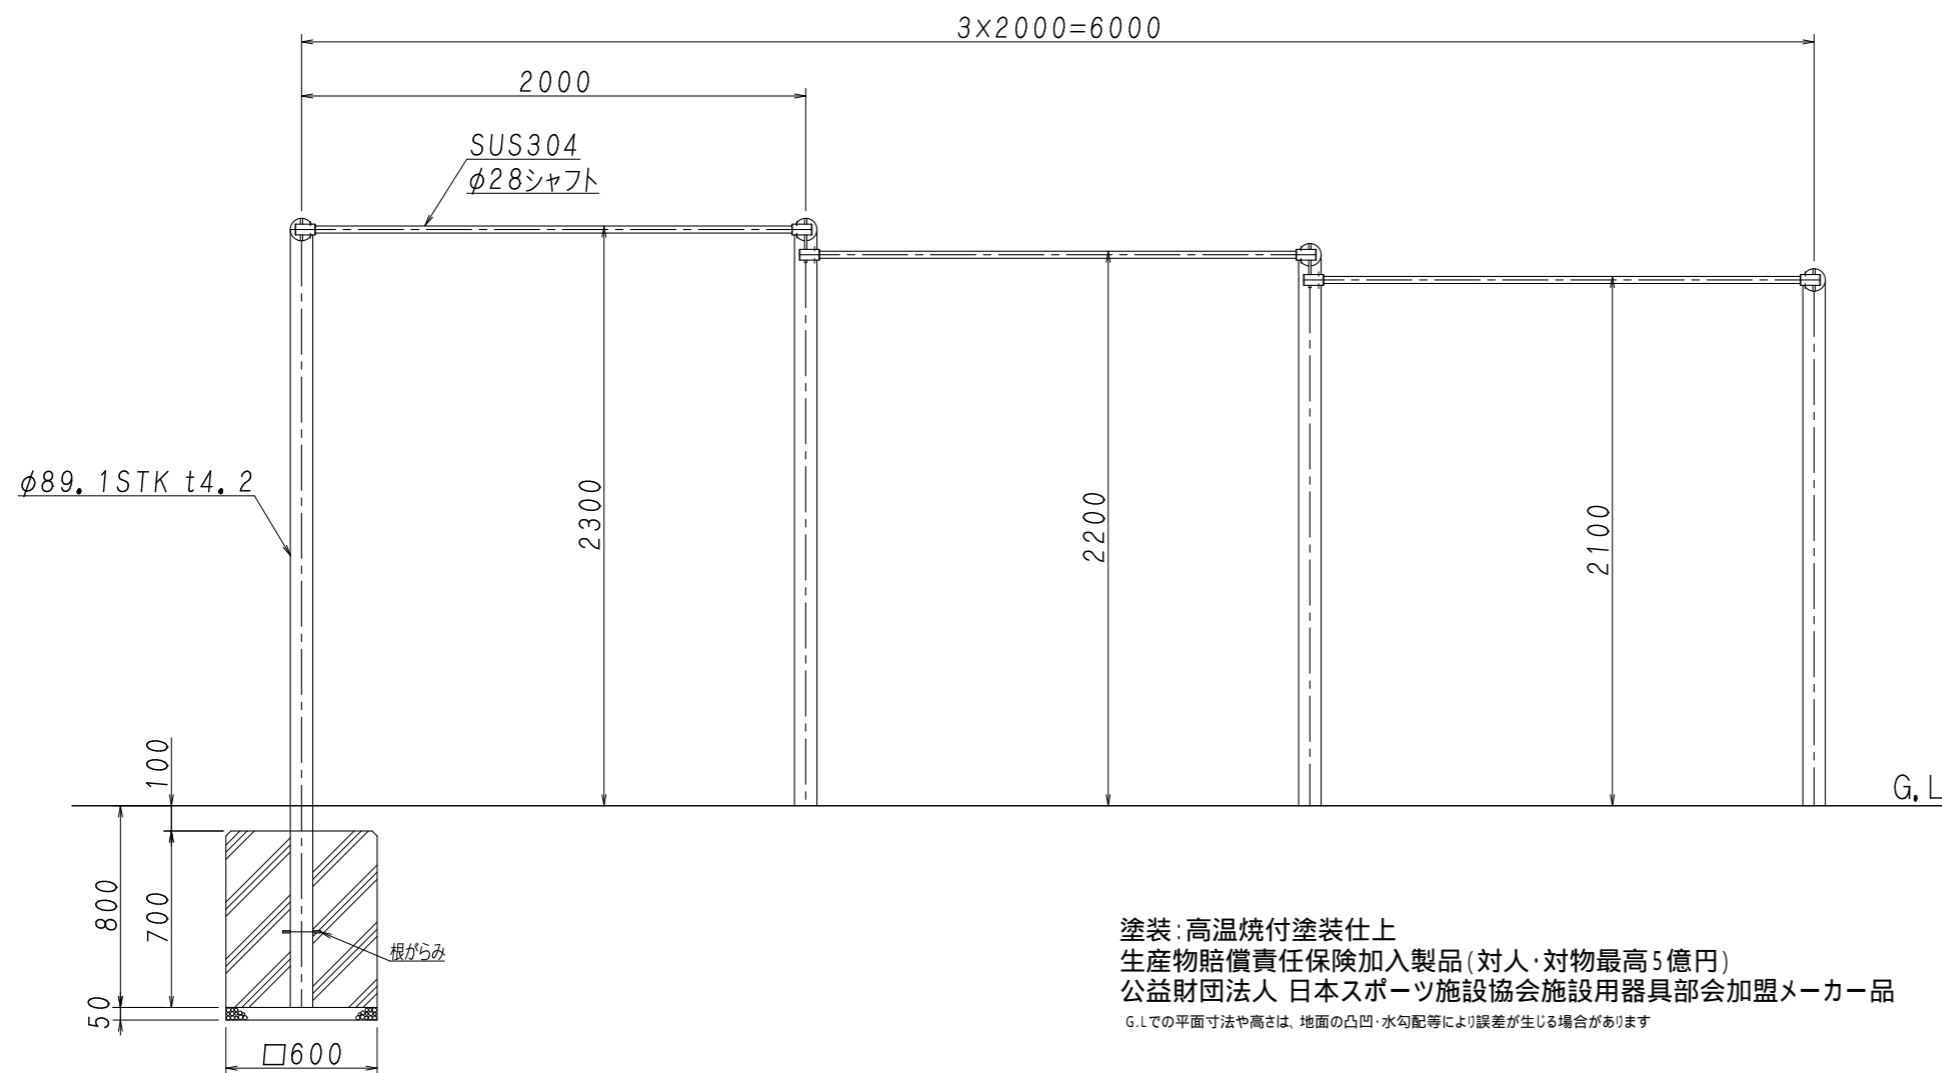 3×2000=6000
2000
SUS304
φ28シャフト
φ89.1STK t4.2
2300
2200
2100
100
G.L
800
700
根がらみ
50
□600
塗装:高温焼付塗装仕上
生産物賠償責任保険加入製品(対人・対物最高5億円)
公益財団法人 日本スポーツ施設協会施設用器具部会加盟メーカー品
G.Lでの平面寸法や高さは、地面の凸凹・水勾配等により誤差が生じる場合があります